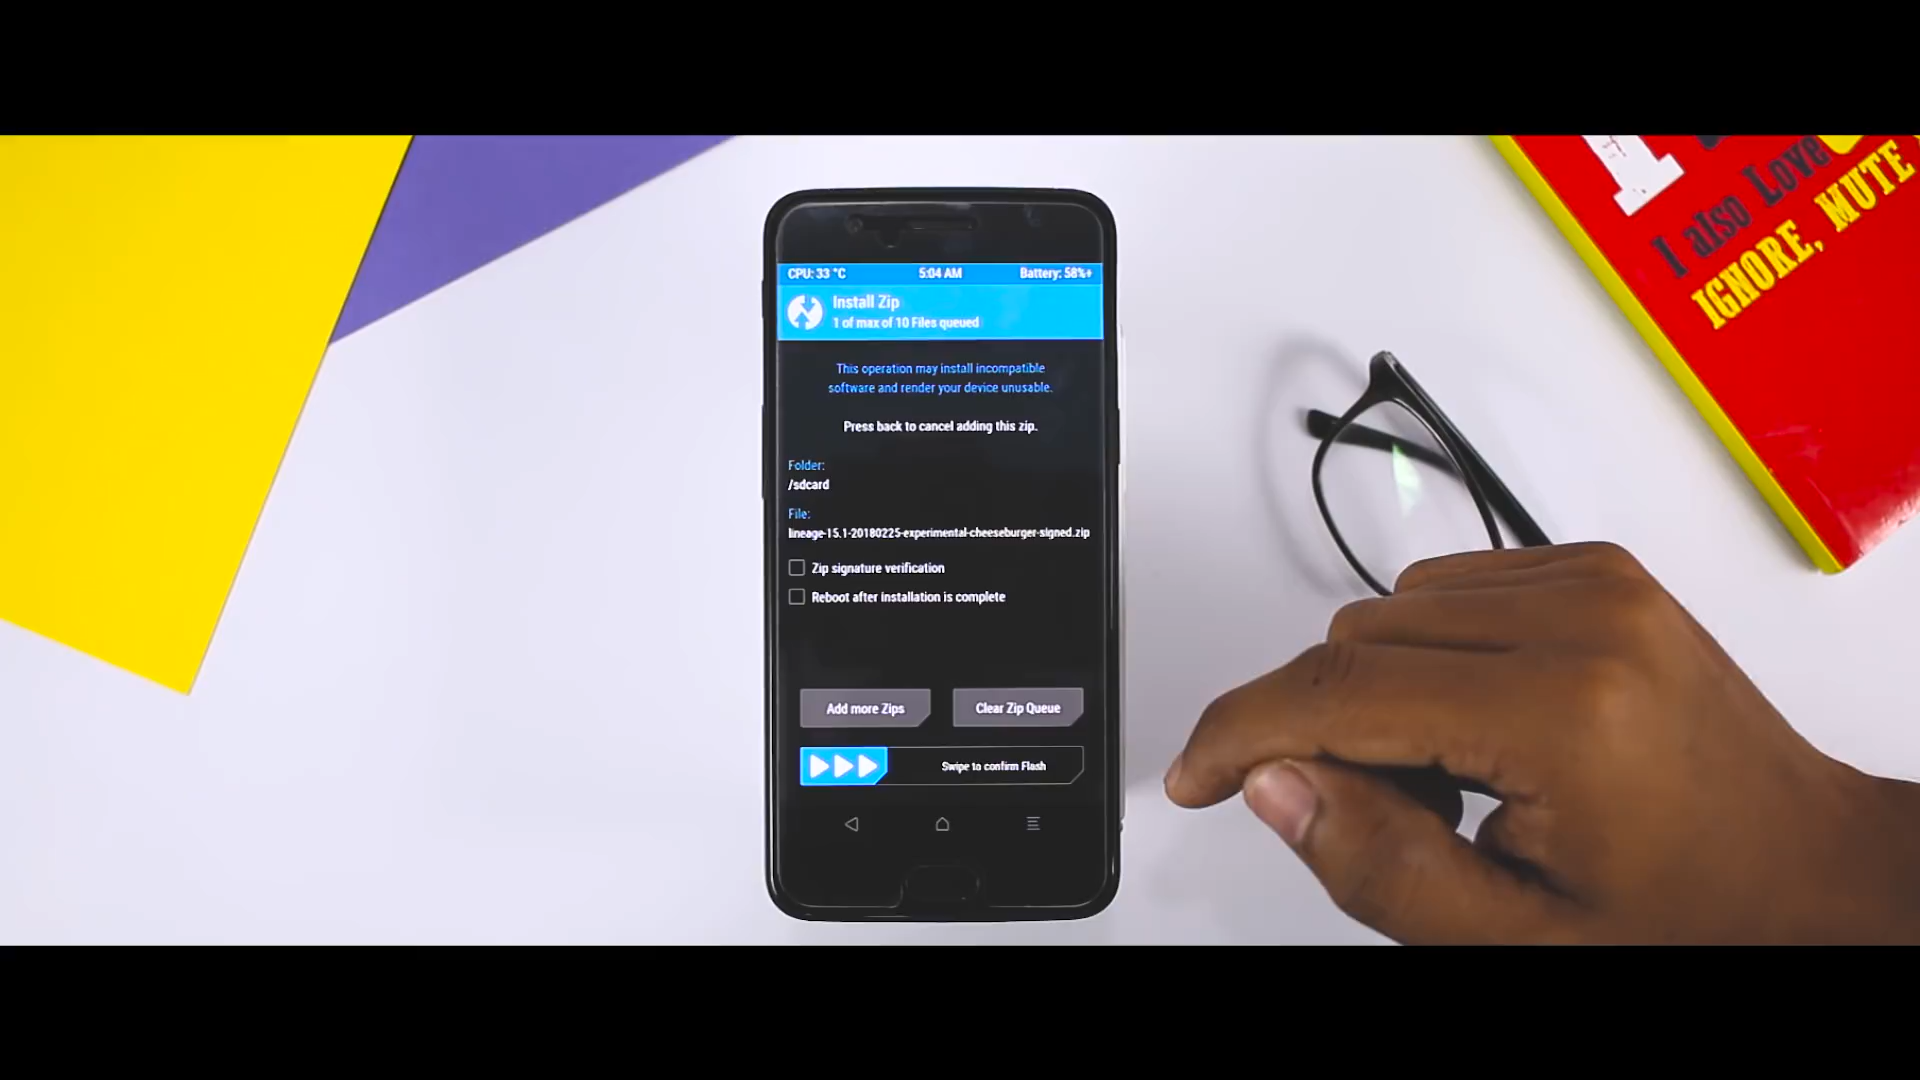 CPU: 33 °C 5:04 AM Battery: 58%+
Install Zip
1 of max of 10 Files queued
This operation may install incompatible
software and render your device unusable.
Press back to cancel adding this zip.
Folder:
/sdcard
File:
lineage-15.1-20180225-experimental-cheeseburger-signed.zip
Zip signature verification
Reboot after installation is complete
Add more Zips
Clear Zip Queue
Swipe to confirm Flash
I also Love
IGNORE, MUTE